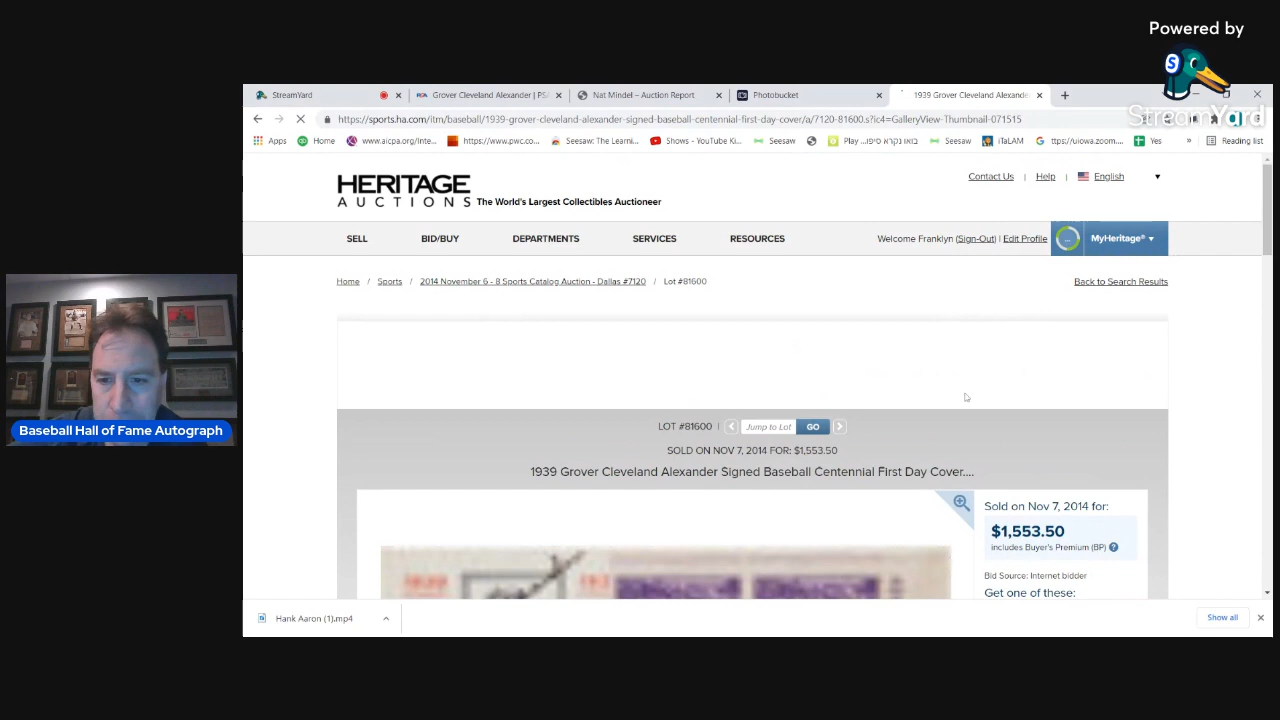 Powered by
StreamYard
StreamYard
Grover Cleveland Alexander | PSA
Nat Mindel – Auction Report
Photobucket
1939 Grover Cleveland Alexande
https://sports.ha.com/itm/baseball/1939-grover-cleveland-alexander-signed-baseball-centennial-first-day-cover/a/7120-81600.s?ic4=GalleryView-Thumbnail-071515
Apps
Home
www.aicpa.org/inte...
https://www.pwc.co...
Seesaw: The Learni...
Shows - YouTube Ki...
Seesaw
Play ...בואו נקרא סיפו
Seesaw
iTaLAM
ttps://uiowa.zoom....
Yes
»
Reading list
HERITAGE
AUCTIONS The World's Largest Collectibles Auctioneer
Contact Us | Help | English
SELL BID/BUY DEPARTMENTS SERVICES RESOURCES
Welcome Franklyn (Sign-Out) | Edit Profile ... MyHeritage®
Home / Sports / 2014 November 6 - 8 Sports Catalog Auction - Dallas #7120 / Lot #81600
Back to Search Results
LOT #81600 | Jump to Lot GO
SOLD ON NOV 7, 2014 FOR: $1,553.50
1939 Grover Cleveland Alexander Signed Baseball Centennial First Day Cover....
Sold on Nov 7, 2014 for:
$1,553.50
includes Buyer's Premium (BP) ?
Bid Source: Internet bidder
Get one of these:
Baseball Hall of Fame Autograph
Hank Aaron (1).mp4
Show all